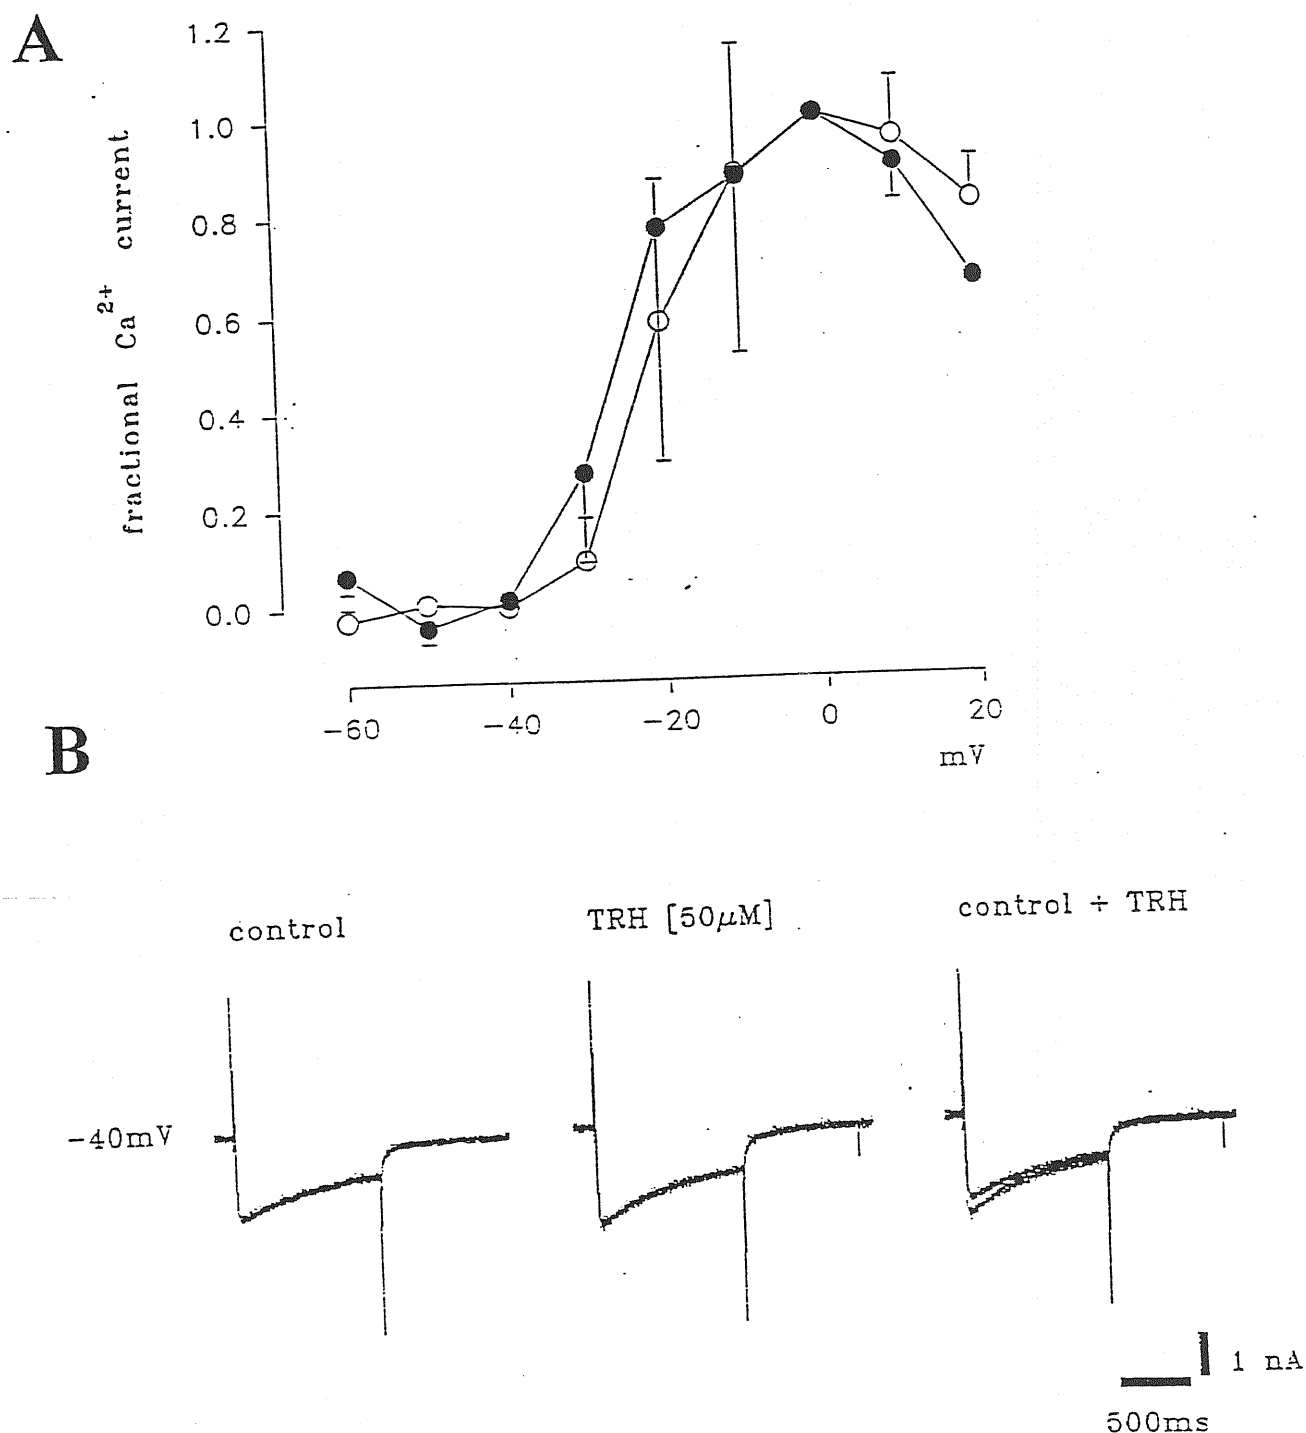 A
1.2
1.0
0.8
0.6
0.4
0.2
0.0
fractional Ca2+ current
-60
-40
-20
0
20
mV
B
control
TRH [50µM]
control + TRH
-40mV
1 nA
500ms